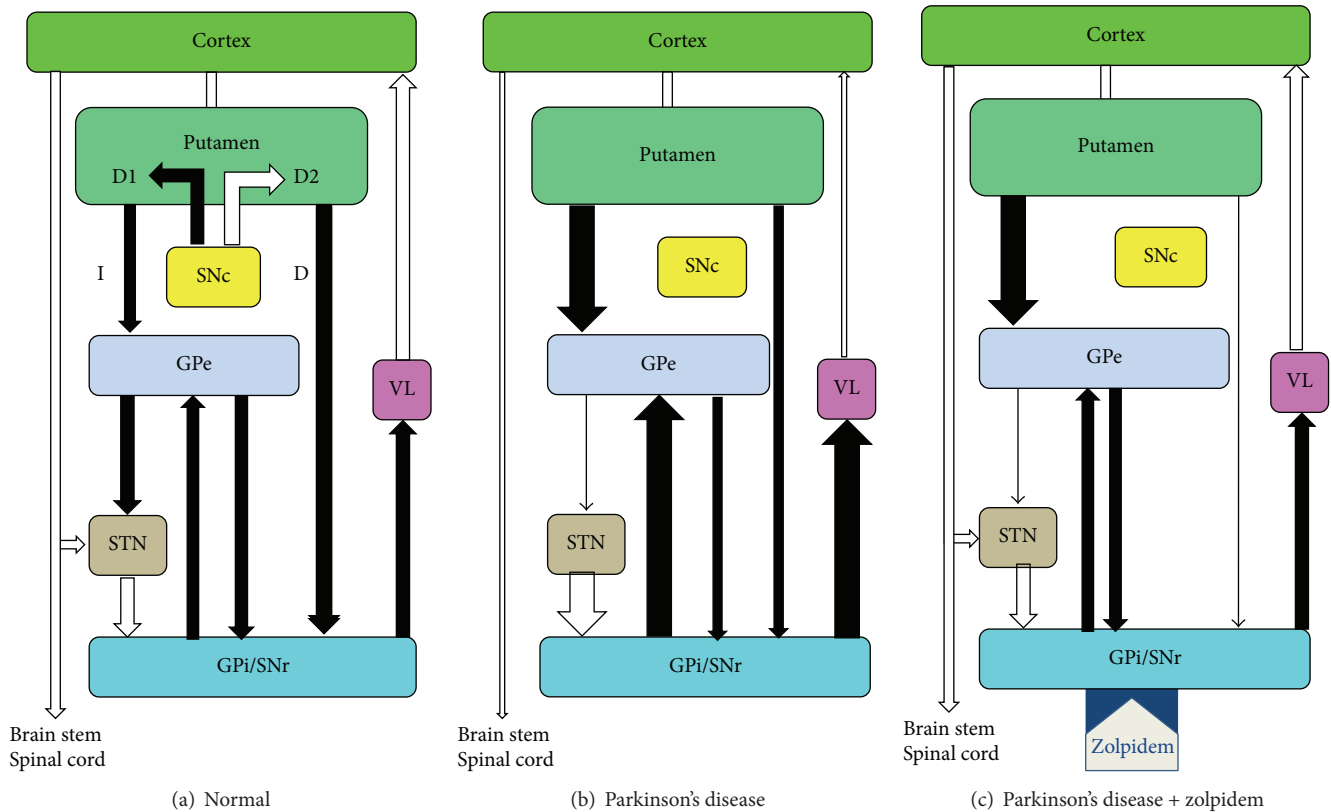 Cortex
Putamen
D1
D2
I
SNc
D
GPe
VL
STN
GPi/SNr
Brain stem
Spinal cord
(a) Normal
Cortex
Putamen
SNc
GPe
VL
STN
GPi/SNr
Brain stem
Spinal cord
(b) Parkinson's disease
Cortex
Putamen
SNc
GPe
VL
STN
GPi/SNr
Brain stem
Spinal cord
Zolpidem
(c) Parkinson's disease + zolpidem